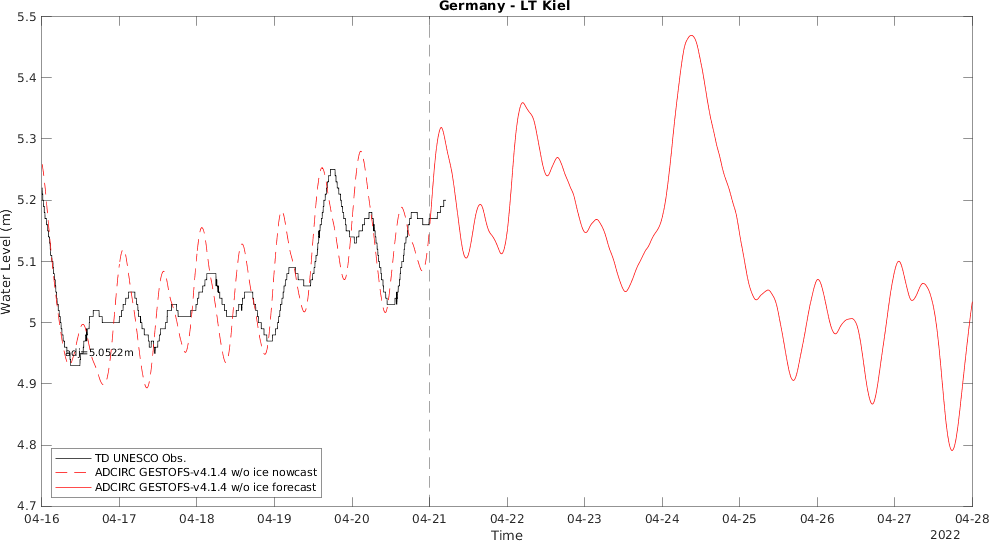 Germany - LT Kiel
5.5
5.4
5.3
5.2
5.1
5
4.9
4.8
4.7
Water Level (m)
adj=5.0522m
TD UNESCO Obs.
ADCIRC GESTOFS-v4.1.4 w/o ice nowcast
ADCIRC GESTOFS-v4.1.4 w/o ice forecast
04-16 04-17 04-18 04-19 04-20 04-21 04-22 04-23 04-24 04-25 04-26 04-27 04-28
Time
2022